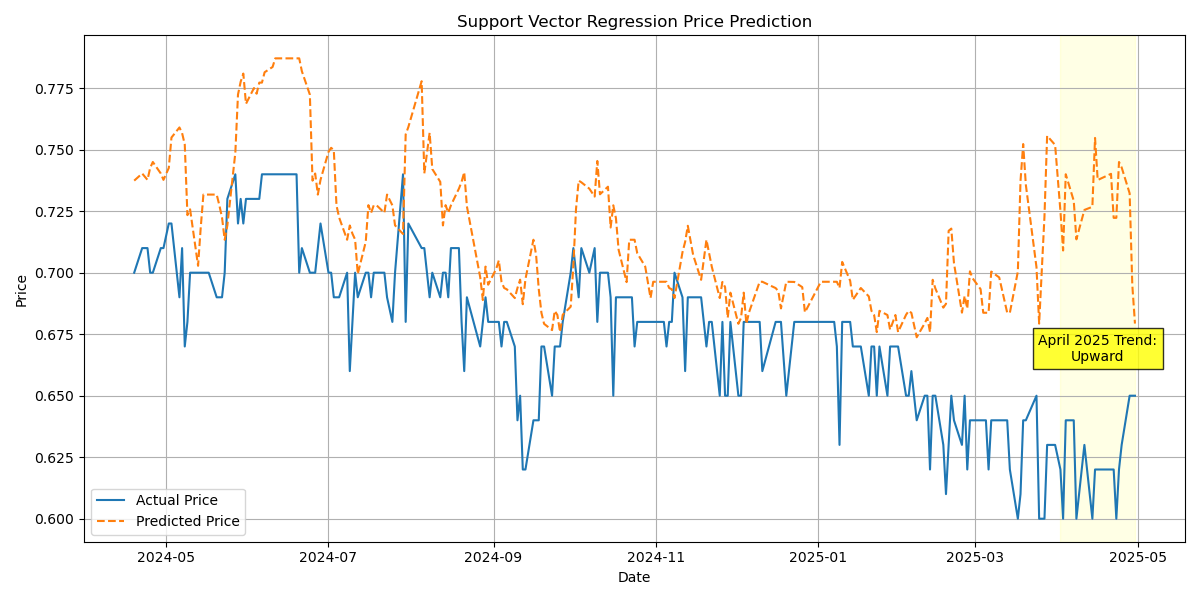 Support Vector Regression Price Prediction
Price
0.775
0.750
0.725
0.700
0.675
0.650
0.625
0.600
April 2025 Trend:
Upward
Actual Price
Predicted Price
2024-05
2024-07
2024-09
2024-11
2025-01
2025-03
2025-05
Date